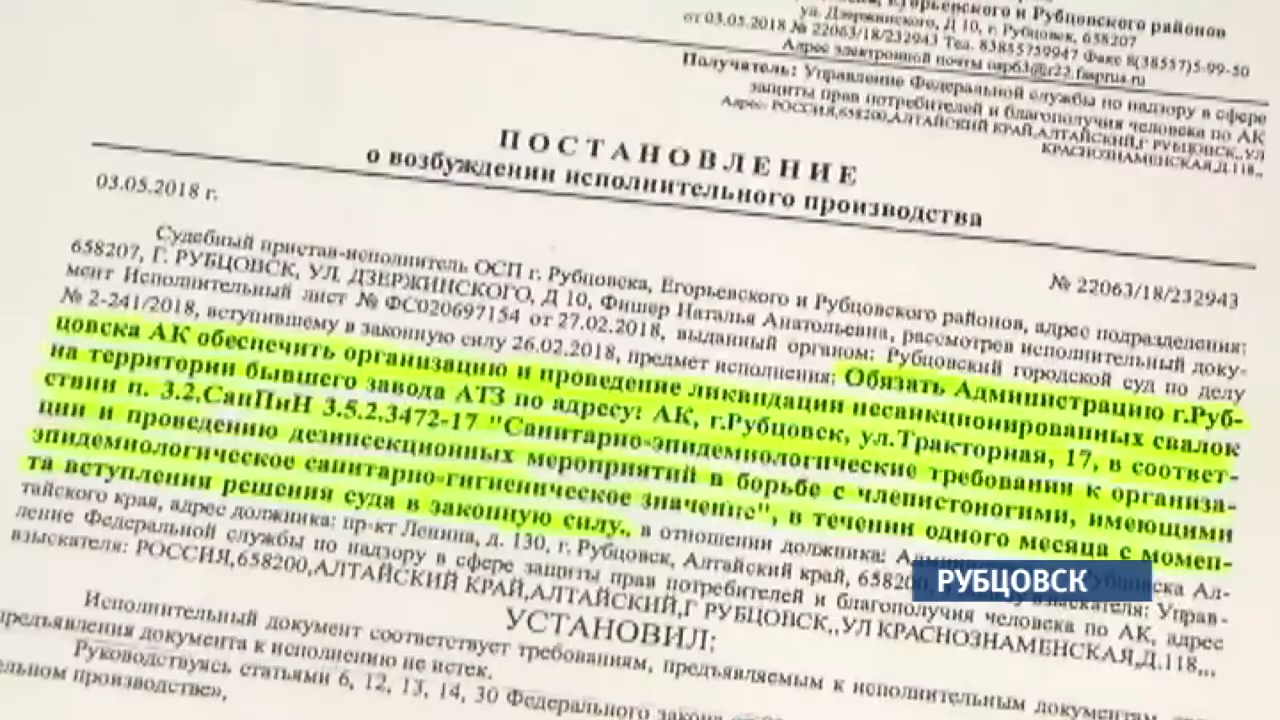 Егорьевского и Рубцовского районов
ул. Дзержинского, Д 10, г. Рубцовск, 658207
от 03.05.2018 № 22063/18/232943 Тел. 83855759947 Факс 8(38557)5-99-50
Адрес электронной почты osp63@r22.fssprus.ru
Получатель: Управление Федеральной службы по надзору в сфере
защиты прав потребителей и благополучия человека по АК
Адрес: РОССИЯ,658200,АЛТАЙСКИЙ КРАЙ,АЛТАЙСКИЙ,Г РУБЦОВСК,,УЛ
КРАСНОЗНАМЕНСКАЯ,Д.118,,,
ПОСТАНОВЛЕНИЕ
о возбуждении исполнительного производства
03.05.2018 г.
№ 22063/18/232943
Судебный пристав-исполнитель ОСП г. Рубцовска, Егорьевского и Рубцовского районов, адрес подразделения:
658207, Г. РУБЦОВСК, УЛ. ДЗЕРЖИНСКОГО, Д 10, Фишер Наталья Анатольевна, рассмотрев исполнительный доку-
мент Исполнительный лист № ФС020697154 от 27.02.2018, выданный органом: Рубцовский городской суд по делу
№ 2-241/2018, вступившему в законную силу 26.02.2018, предмет исполнения: Обязать Администрацию г.Руб-
цовска АК обеспечить организацию и проведение ликвидации несанкционированных свалок
на территории бывшего завода АТЗ по адресу: АК, г.Рубцовск, ул.Тракторная, 17, в соответ-
ствии п. 3.2,СанПиН 3.5.2.3472-17 "Санитарно-эпидемиологические требования к организа-
ции и проведению дезинсекционных мероприятий в борьбе с членистоногими, имеющими
эпидемиологическое санитарно-гигиеническое значение", в течении одного месяца с момен-
та вступления решения суда в законную силу., в отношении должника: Рубцовска Ал-
тайского края, адрес должника: пр-кт Ленина, д. 130, г. Рубцовск, Алтайский край, взыскателя: Управ-
ление Федеральной службы по надзору в сфере защиты прав потребителей и благополучия человека по АК, адрес
взыскателя: РОССИЯ,658200,АЛТАЙСКИЙ КРАЙ,АЛТАЙСКИЙ,Г РУБЦОВСК,,УЛ КРАСНОЗНАМЕНСКАЯ,Д.118,,,
РУБЦОВСК
УСТАНОВИЛ:
Исполнительный документ соответствует требованиям, предъявляемым к исполнительным документам,
предъявления документа к исполнению не истек.
Руководствуясь статьями 6, 12, 13, 14, 30 Федерального закона
производстве»,